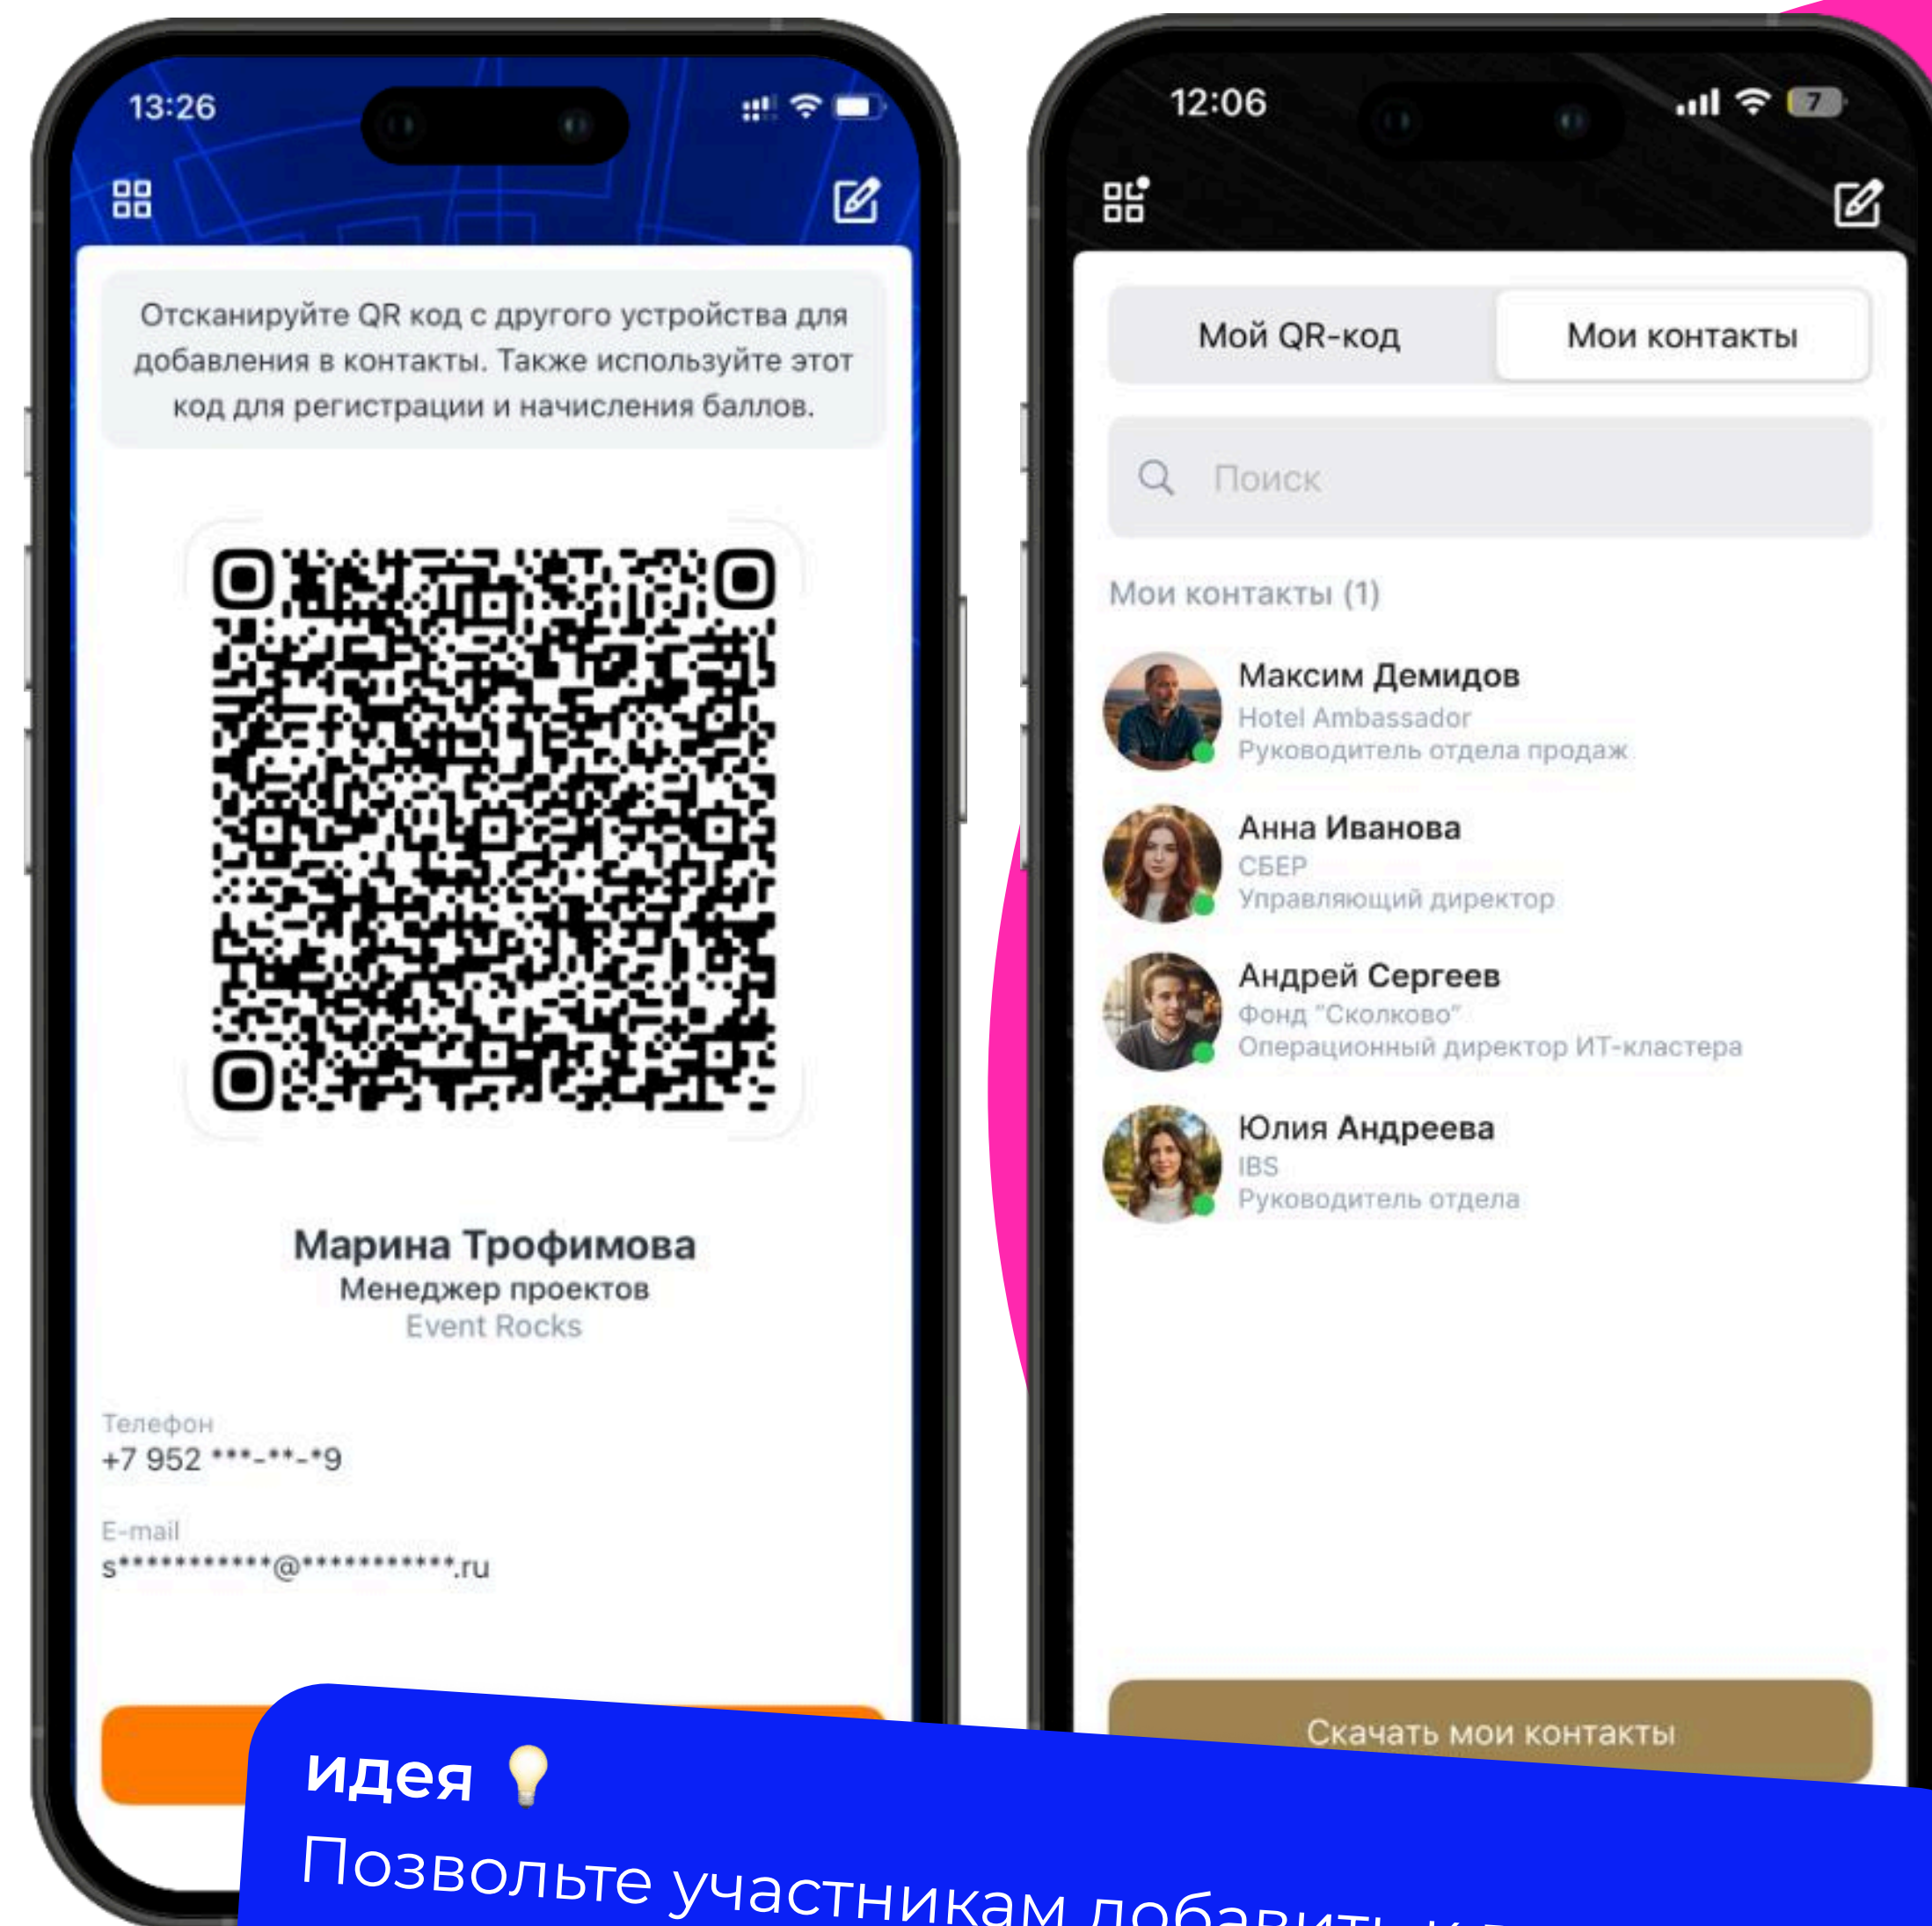 13:26
Отсканируйте QR код с другого устройства для
добавления в контакты. Также используйте этот
код для регистрации и начисления баллов.
Марина Трофимова
Менеджер проектов
Event Rocks
Телефон
+7 952 ***-**-*9
E-mail
s***********@***********.ru
12:06
7
Мой QR-код
Мои контакты
Поиск
Мои контакты (1)
Максим Демидов
Hotel Ambassador
Руководитель отдела продаж
Анна Иванова
СБЕР
Управляющий директор
Андрей Сергеев
Фонд "Сколково"
Операционный директор ИТ-кластера
Юлия Андреева
IBS
Руководитель отдела
Скачать мои контакты
идея 💡
Позвольте участникам добавить